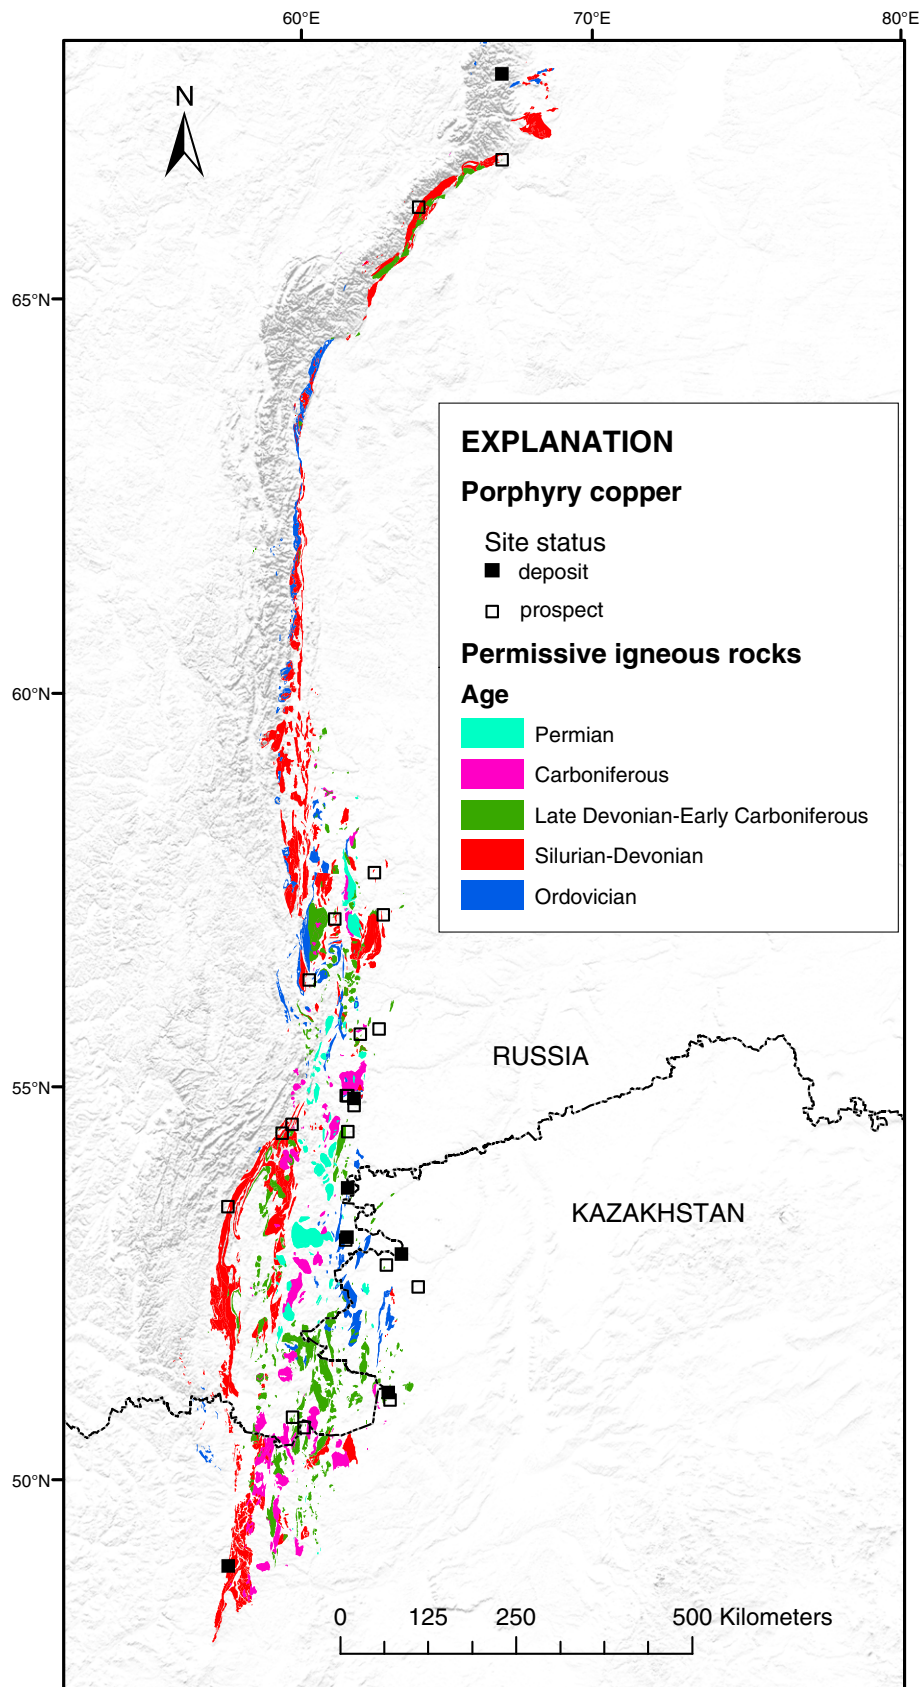 60°E 70°E 80°E
N
65°N
EXPLANATION
Porphyry copper
Site status
deposit
prospect
Permissive igneous rocks
60°N
Age
Permian
Carboniferous
Late Devonian-Early Carboniferous
Silurian-Devonian
Ordovician
RUSSIA
55°N
KAZAKHSTAN
50°N
0 125 250 500 Kilometers